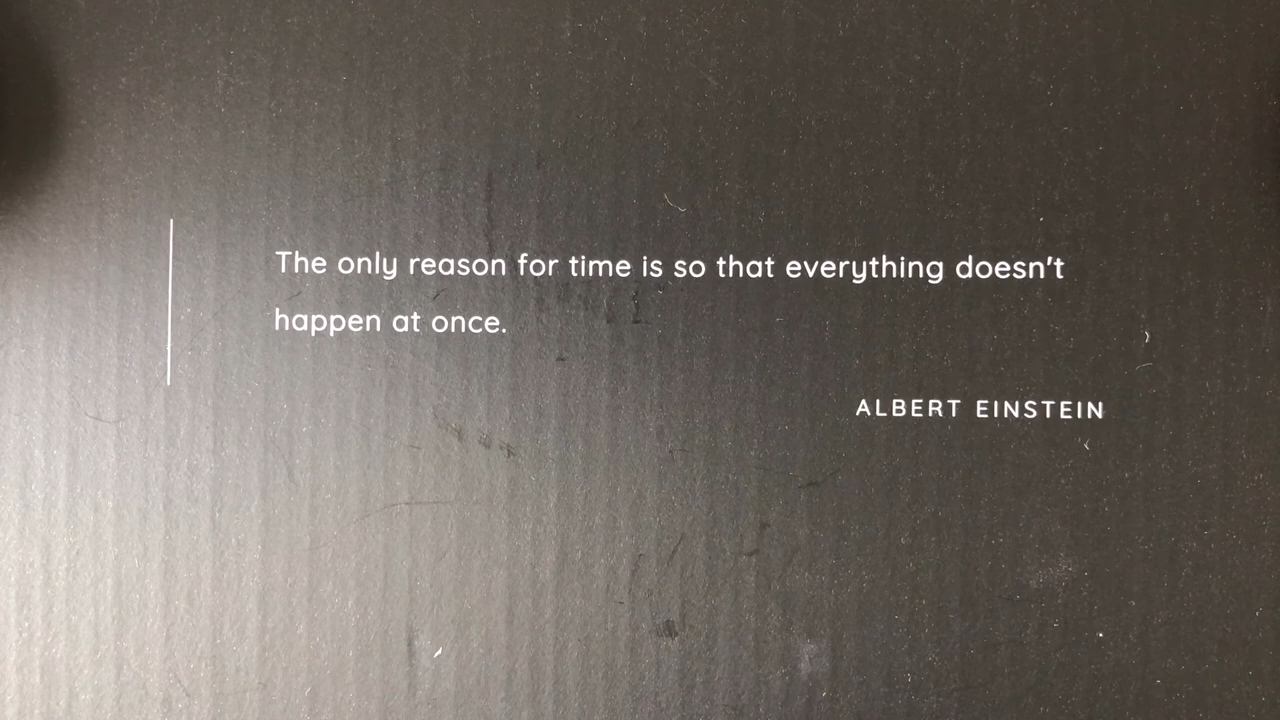 The only reason for time is so that everything doesn't
happen at once.
ALBERT EINSTEIN